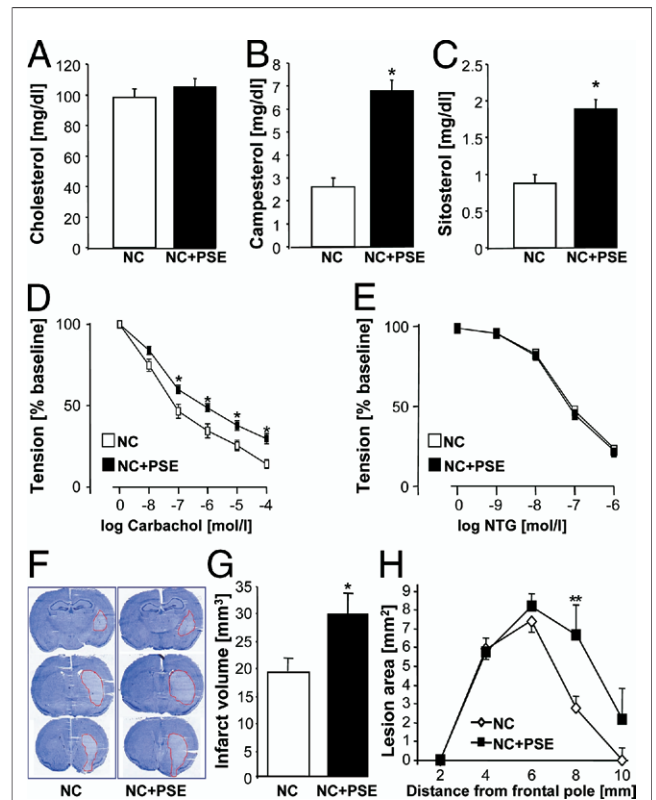 A
Cholesterol [mg/dl]
120
100
80
60
40
20
0
NC NC+PSE
B
Campesterol [mg/dl]
8
7
6
5
4
3
2
1
0
*
NC NC+PSE
C
Sitosterol [mg/dl]
2.5
2
1.5
1
0.5
0
*
NC NC+PSE
D
Tension [% baseline]
100
50
0
* * * *
NC
NC+PSE
0 -8 -7 -6 -5 -4
log Carbachol [mol/l]
E
Tension [% baseline]
100
50
0
NC
NC+PSE
0 -9 -8 -7 -6
log NTG [mol/l]
F
NC NC+PSE
G
Infarct volume [mm³]
35
30
25
20
15
10
5
0
*
NC NC+PSE
H
Lesion area [mm²]
9
8
7
6
5
4
3
2
1
0
**
NC
NC+PSE
2 4 6 8 10
Distance from frontal pole [mm]